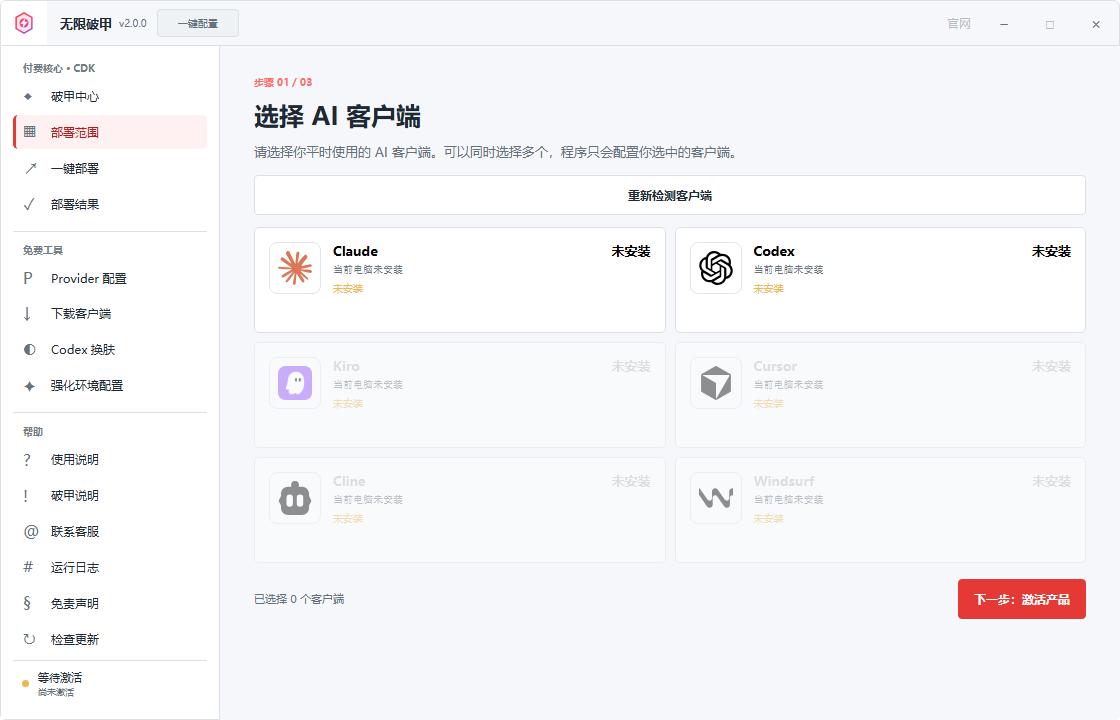 无限破甲 v2.0.0 一键配置 官网
付费核心 • CDK
破甲中心
部署范围
一键部署
部署结果
免费工具
Provider 配置
下载客户端
Codex 换肤
强化环境配置
帮助
使用说明
破甲说明
联系客服
运行日志
免责声明
检查更新
等待激活
尚未激活
步骤 01 / 03
选择 AI 客户端
请选择你平时使用的 AI 客户端。可以同时选择多个，程序只会配置你选中的客户端。
重新检测客户端
Claude 未安装
当前电脑未安装
未安装
Codex 未安装
当前电脑未安装
未安装
Kiro 未安装
当前电脑未安装
未安装
Cursor 未安装
当前电脑未安装
未安装
Cline 未安装
当前电脑未安装
未安装
Windsurf 未安装
当前电脑未安装
未安装
已选择 0 个客户端
下一步：激活产品